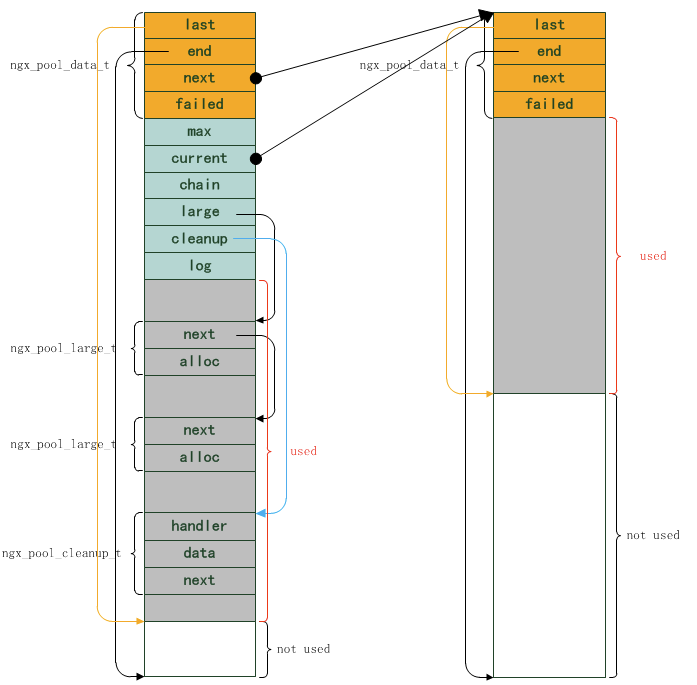 last
end
ngx_pool_data_t
next
failed
max
current
chain
large
cleanup
log
next
ngx_pool_large_t
alloc
next
ngx_pool_large_t
alloc
used
handler
ngx_pool_cleanup_t
data
next
not used
last
end
ngx_pool_data_t
next
failed
used
not used